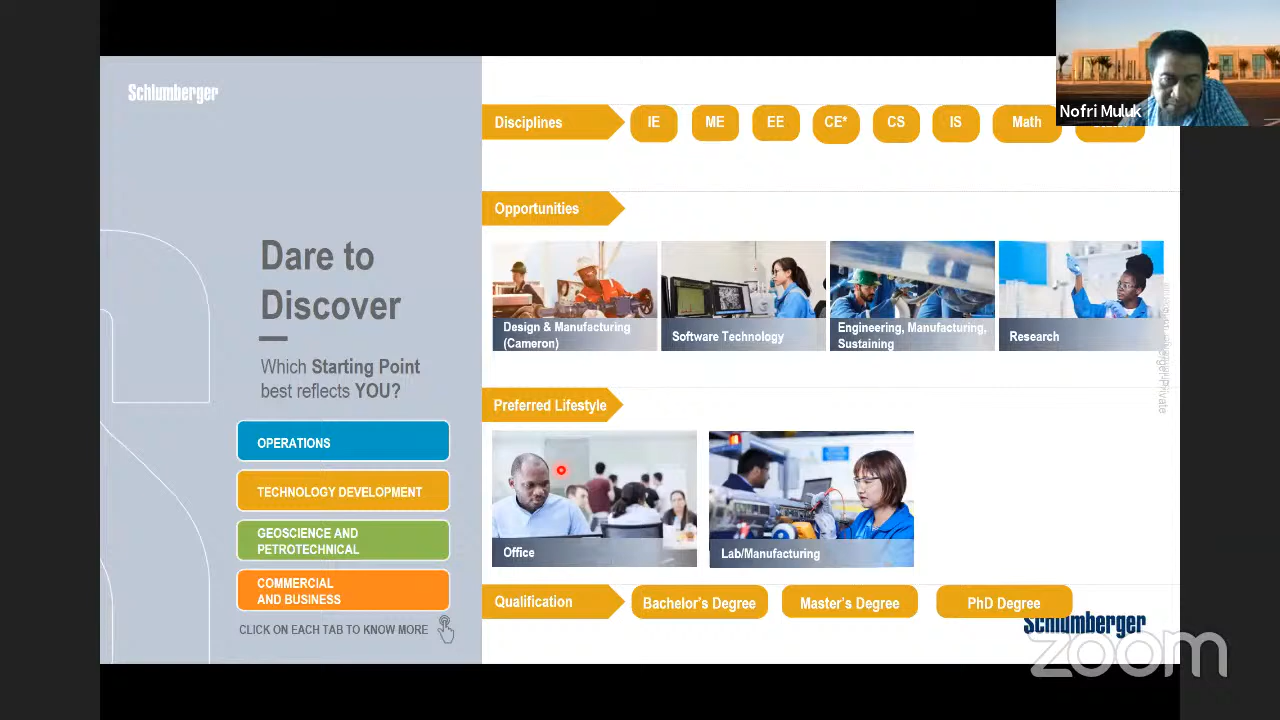 Schlumberger
Dare to
Discover
Which Starting Point
best reflects YOU?
OPERATIONS
TECHNOLOGY DEVELOPMENT
GEOSCIENCE AND
PETROTECHNICAL
COMMERCIAL
AND BUSINESS
CLICK ON EACH TAB TO KNOW MORE
Disciplines
IE
ME
EE
CE*
CS
IS
Math
Nofri Muluk
Opportunities
Design & Manufacturing
(Cameron)
Software Technology
Engineering, Manufacturing,
Sustaining
Research
Preferred Lifestyle
Office
Lab/Manufacturing
Qualification
Bachelor's Degree
Master's Degree
PhD Degree
Schlumberger
zoom